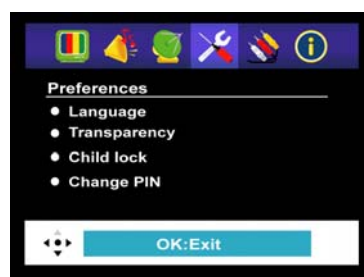 Preferences
Language
Transparency
Child lock
Change PIN
OK:Exit